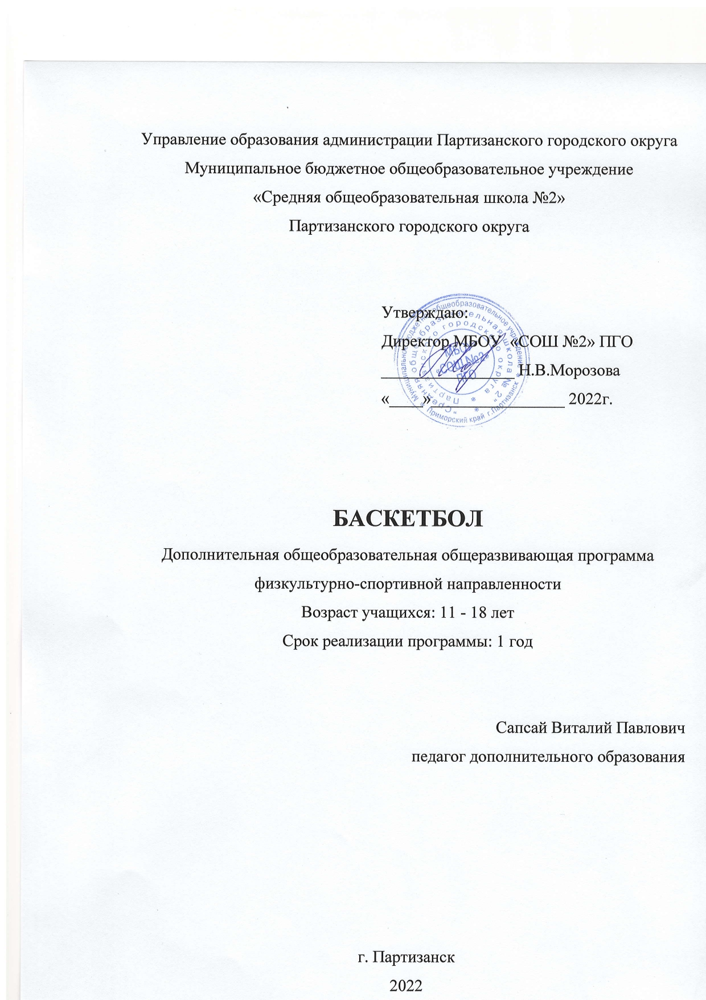 Управление образования администрации Партизанского городского округа
Муниципальное бюджетное общеобразовательное учреждение
«Средняя общеобразовательная школа №2»
Партизанского городского округа
Утверждаю:
Директор МБОУ «СОШ №2» ПГО
________________ Н.В.Морозова
«____»________________ 2022г.
Муниципальное бюджетное общеобразовательное учреждение * Приморский край г.Партизанск *
"Средняя общеобразовательная школа № 2" *
Партизанского городского округа *
МБОУ
«СОШ №2»
ПГО
БАСКЕТБОЛ
Дополнительная общеобразовательная общеразвивающая программа
физкультурно-спортивной направленности
Возраст учащихся: 11 - 18 лет
Срок реализации программы: 1 год
Сапсай Виталий Павлович
педагог дополнительного образования
г. Партизанск
2022